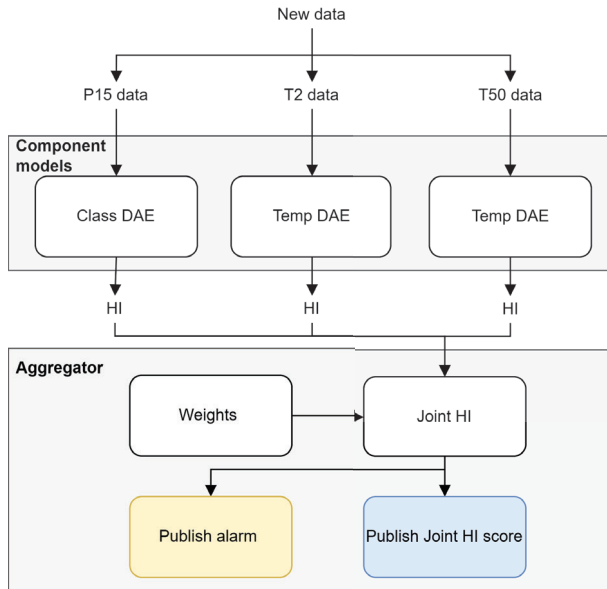 New data
P15 data
T2 data
T50 data
Component
models
Class DAE
Temp DAE
Temp DAE
HI
HI
HI
Aggregator
Weights
Joint HI
Publish alarm
Publish Joint HI score